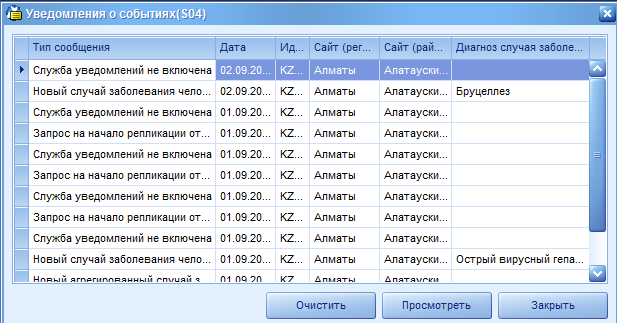 Уведомления о событиях(S04)
Тип сообщения Дата Ид... Сайт (рег... Сайт (рай... Диагноз случая заболе...
Служба уведомлений не включена 02.09.20... KZ... Алматы Алатауски...
Новый случай заболевания чело... 02.09.20... KZ... Алматы Алатауски... Бруцеллез
Служба уведомлений не включена 01.09.20... KZ... Алматы Алатауски...
Запрос на начало репликации от... 01.09.20... KZ... Алматы Алатауски...
Служба уведомлений не включена 01.09.20... KZ... Алматы Алатауски...
Запрос на начало репликации от... 01.09.20... KZ... Алматы Алатауски...
Служба уведомлений не включена 01.09.20... KZ... Алматы Алатауски...
Запрос на начало репликации от... 01.09.20... KZ... Алматы Алатауски...
Служба уведомлений не включена 01.09.20... KZ... Алматы Алатауски...
Новый случай заболевания чело... 01.09.20... KZ... Алматы Алатауски... Острый вирусный гепа...
Новый агрегированный случай з... 01.09.20... KZ... Алматы Алатауски...
Очистить Просмотреть Закрыть